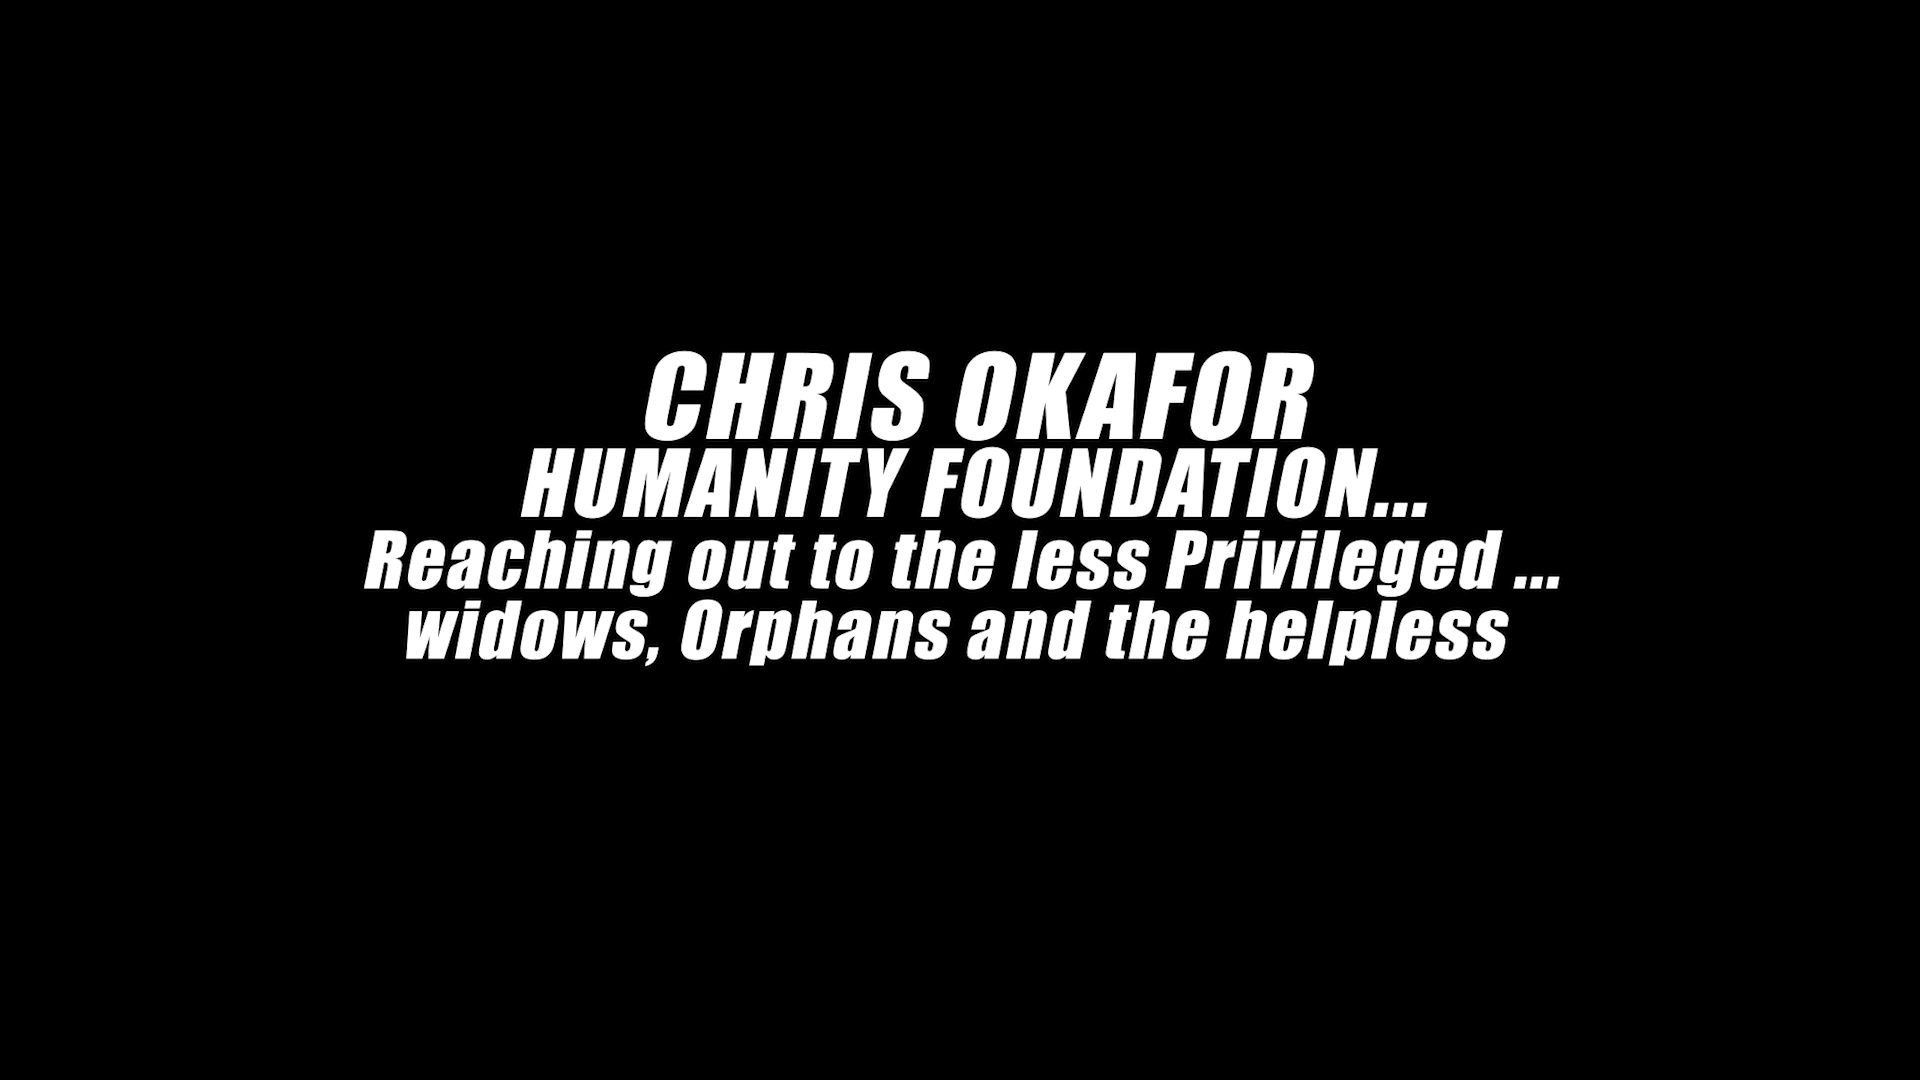 CHRIS OKAFOR
HUMANITY FOUNDATION...
Reaching out to the less Privileged ...
widows, Orphans and the helpless